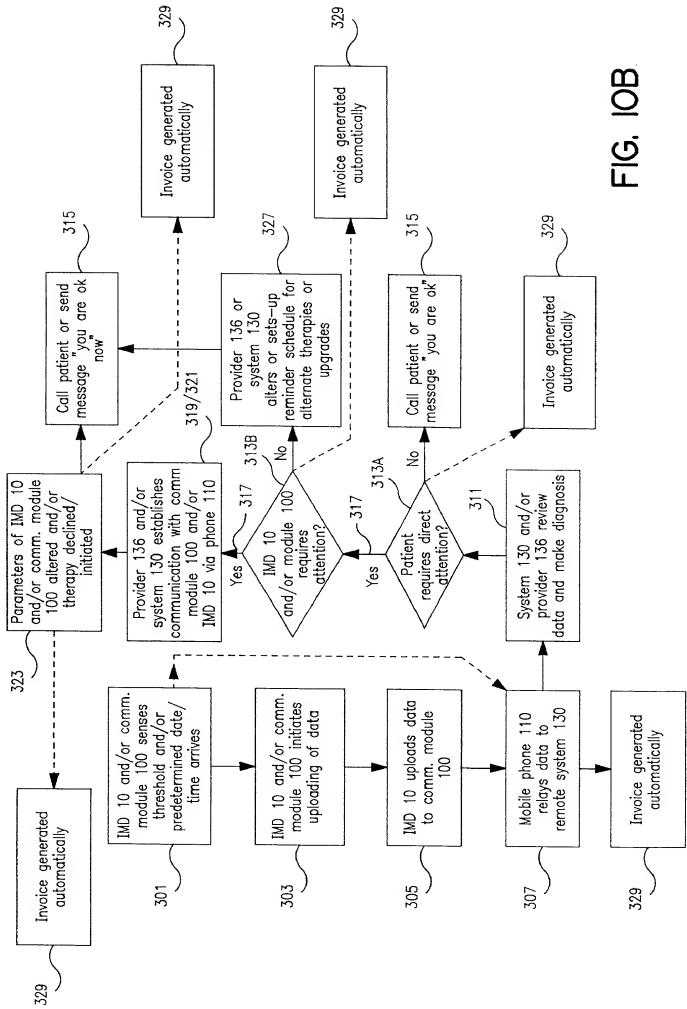 329
Invoice generated
automatically
323
Parameters of IMD 10
and/or comm. module
100 altered and/or
therapy declined/
initiated
315
Call patient or send
message "you are ok
now"
329
Invoice generated
automatically
301
IMD 10 and/or comm.
module 100 senses
threshold and/or
predetermined date/
time arrives
319/321
Provider 136 and/or
system 130 establishes
communication with comm
module 100 and/or
IMD 10 via phone 110
327
Provider 136 or
system 130
alters or sets-up
reminder schedule for
alternate therapies or
upgrades
303
IMD 10 and/or comm.
module 100 initiates
uploading of data
Yes
317
313B
IMD 10
and/or module 100
requires
attention?
No
329
Invoice generated
automatically
305
IMD 10 uploads data
to comm. module
100
Yes
317
313A
Patient
requires direct
attention?
No
315
Call patient or send
message "you are ok"
307
Mobile phone 110
relays data to
remote system 130
311
System 130 and/or
provider 136 review
data and make diagnosis
329
Invoice generated
automatically
329
Invoice generated
automatically
FIG. 10B